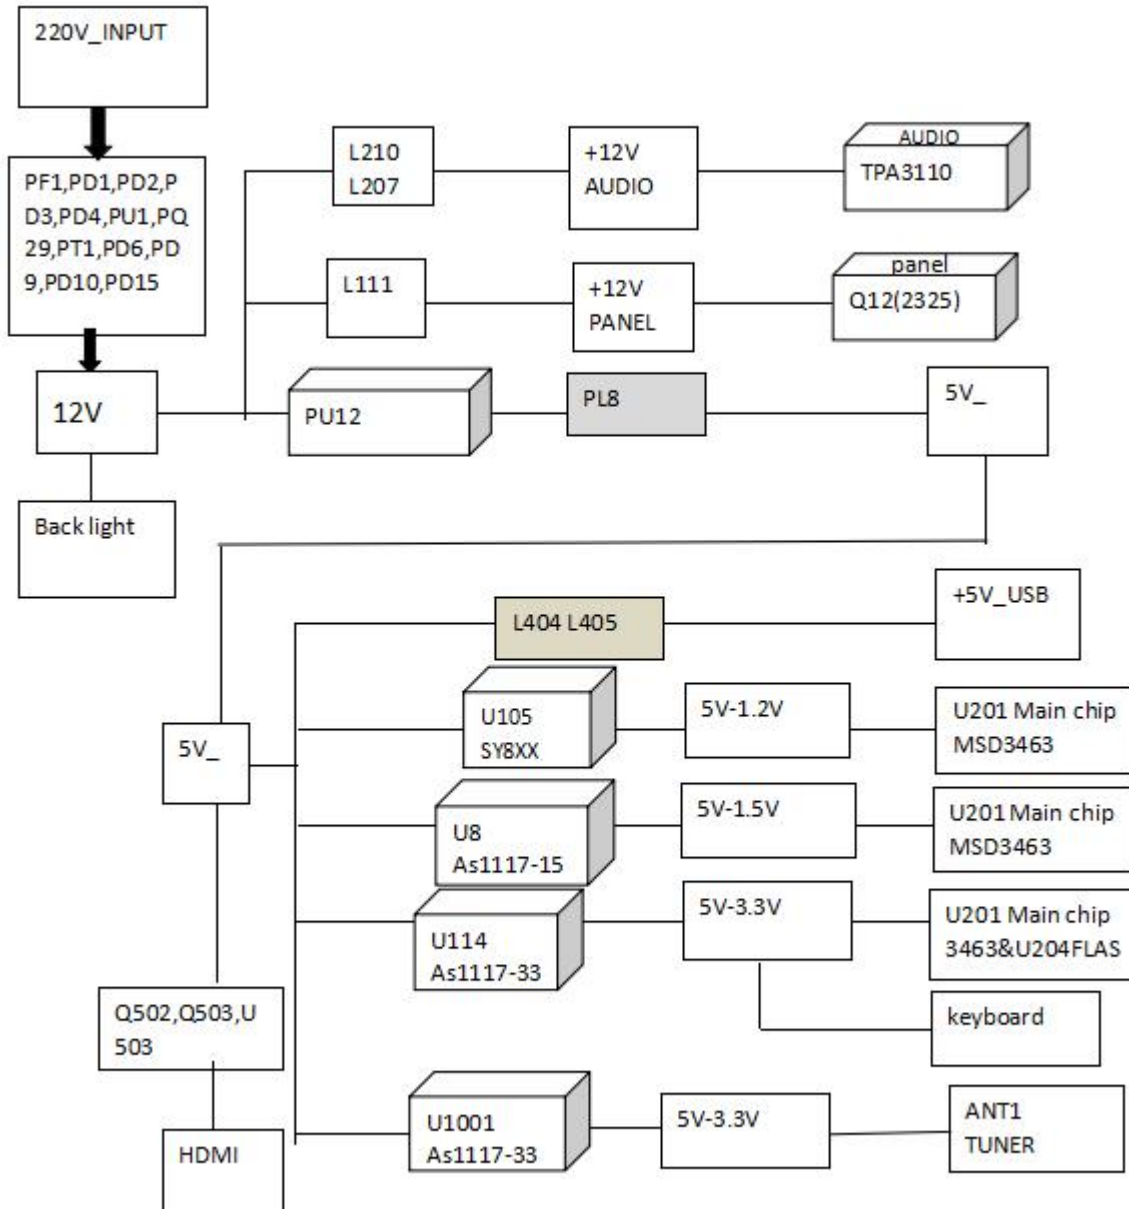 220V_INPUT
PF1,PD1,PD2,P
D3,PD4,PU1,PQ
29,PT1,PD6,PD
9,PD10,PD15
L210
L207
+12V
AUDIO
AUDIO
TPA3110
L111
+12V
PANEL
panel
Q12(2325)
12V
PU12
PL8
5V_
Back light
L404 L405
+5V_USB
U105
SY8XX
5V-1.2V
U201 Main chip
MSD3463
5V_
U8
As1117-15
5V-1.5V
U201 Main chip
MSD3463
U114
As1117-33
5V-3.3V
U201 Main chip
3463&U204FLAS
keyboard
Q502,Q503,U
503
HDMI
U1001
As1117-33
5V-3.3V
ANT1
TUNER